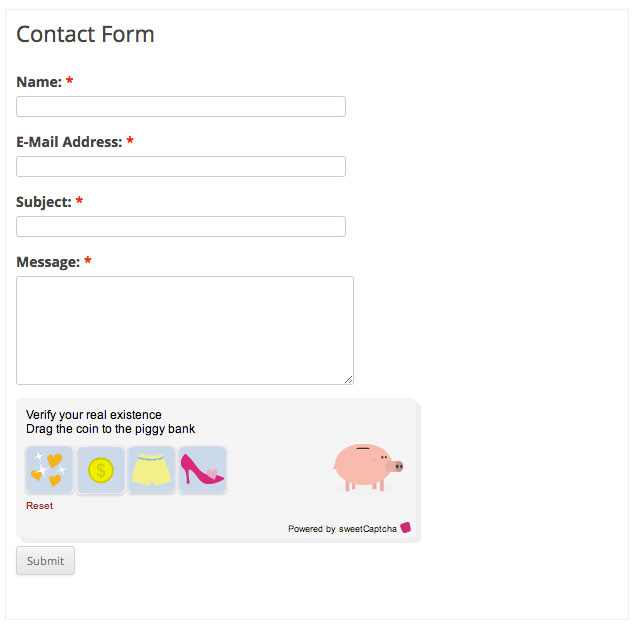 Contact Form
Name: *
E-Mail Address: *
Subject: *
Message: *
Verify your real existence
Drag the coin to the piggy bank
$
Reset
Powered by sweetCaptcha
Submit